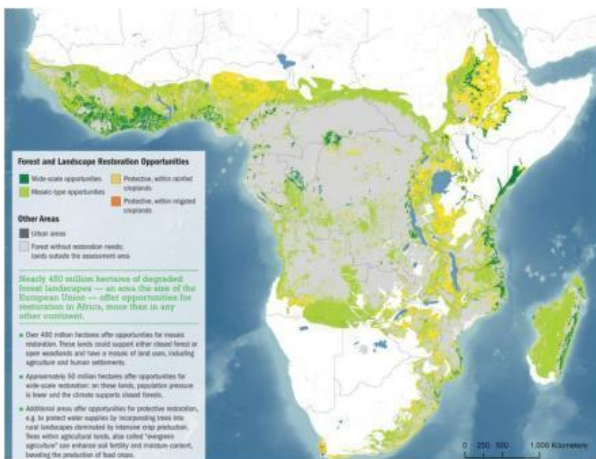 Forest and Landscape Restoration Opportunities
Wide-scale opportunities
Mosaic-type opportunities
Protective, within rainfed
croplands
Protective, within irrigated
croplands
Other Areas
Urban areas
Forest without restoration needs;
lands outside the assessment area
Nearly 450 million hectares of degraded
forest landscapes — an area the size of the
European Union — offer opportunities for
restoration in Africa, more than in any
other continent.
Over 400 million hectares offer opportunities for mosaic
restoration. These lands could support either closed forest or
open woodlands and have a mosaic of land uses, including
agriculture and human settlements.
Approximately 50 million hectares offer opportunities for
wide-scale restoration: on those lands, population pressure
is lower and the climate supports closed forests.
Additional areas offer opportunities for protective restoration,
e.g. to protect water supplies by incorporating trees into
rural landscapes dominated by intensive crop production.
Trees within agricultural lands, also called "evergreen
agriculture" can enhance soil fertility and moisture content,
boosting the production of food crops.
0 250 500 1,000 Kilometers